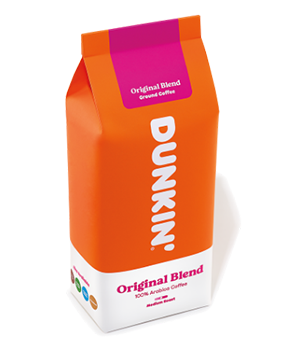 Original Blend
Ground Coffee
DUNKIN'
Original Blend
100% Arabica Coffee
Medium Roast